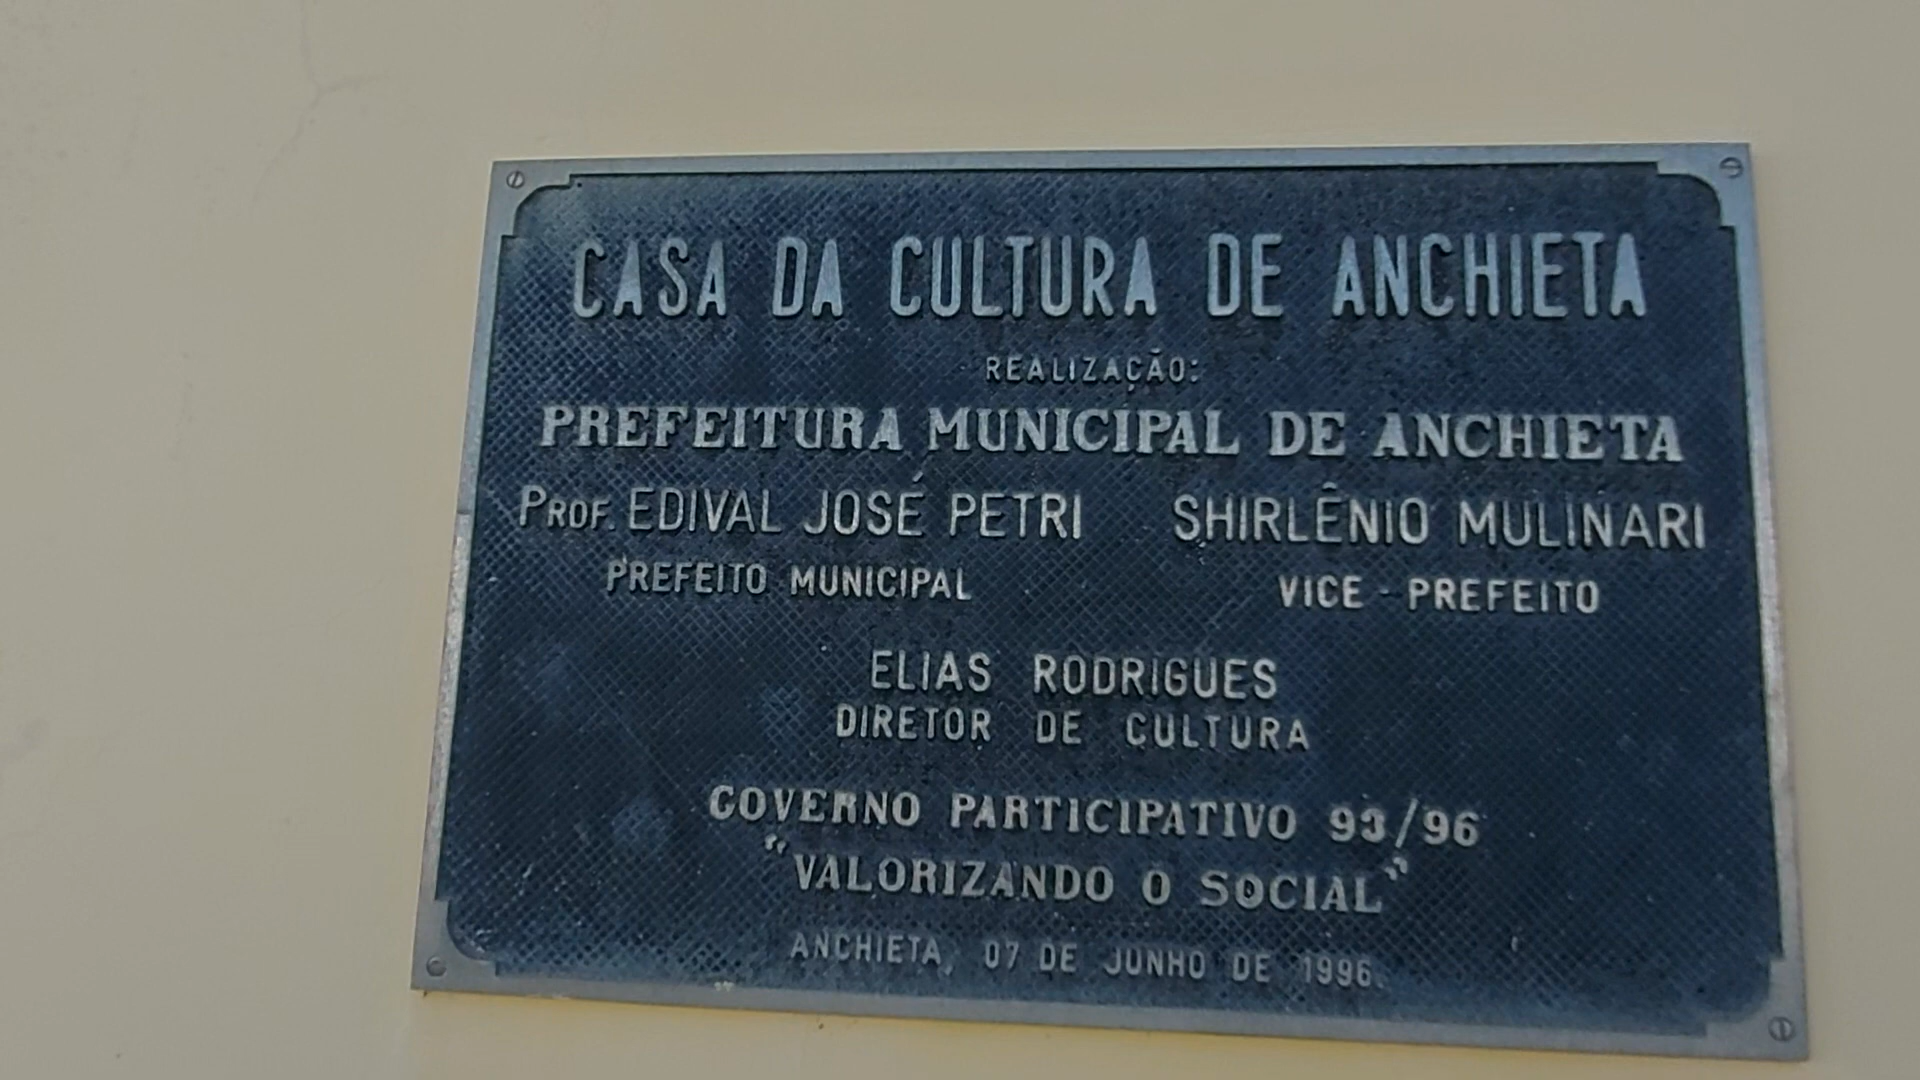 CASA DA CULTURA DE ANCHIETA
REALIZAÇÃO:
PREFEITURA MUNICIPAL DE ANCHIETA
PROF. EDIVAL JOSÉ PETRI SHIRLÊNIO MULINARI
PREFEITO MUNICIPAL VICE - PREFEITO
ELIAS RODRIGUES
DIRETOR DE CULTURA
GOVERNO PARTICIPATIVO 93/96
"VALORIZANDO O SOCIAL"
ANCHIETA, 07 DE JUNHO DE 1996.